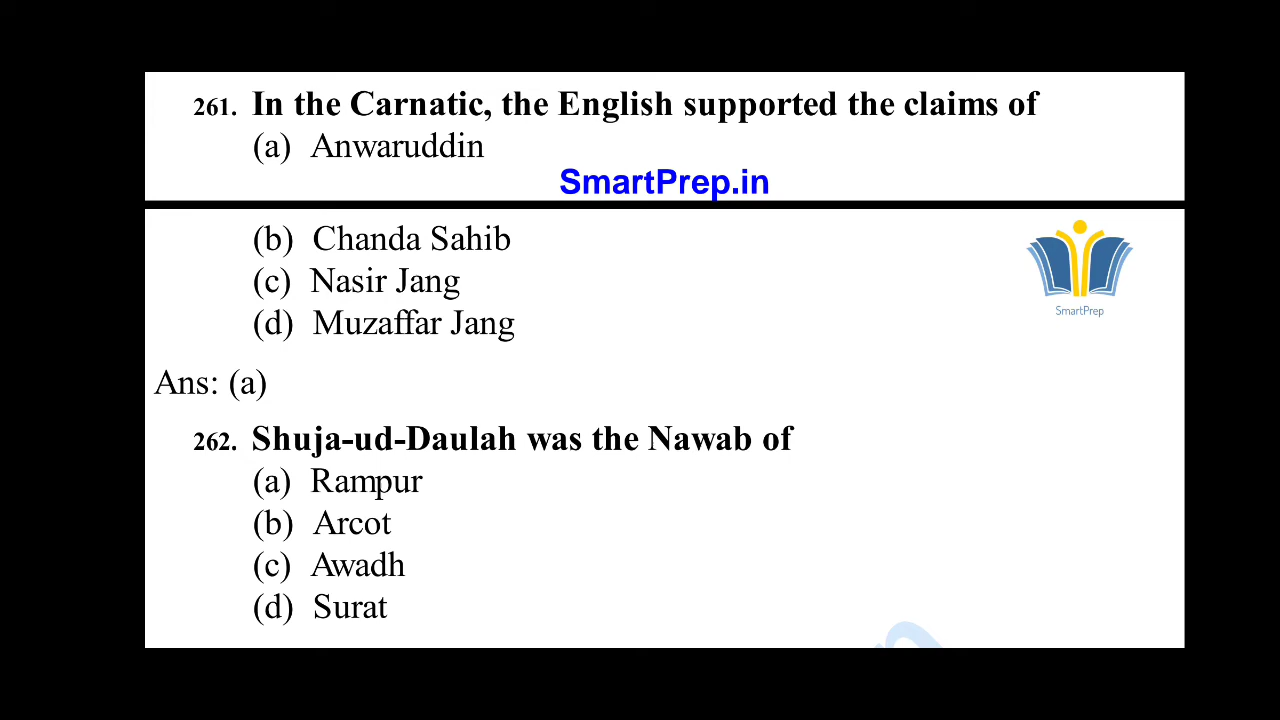 261. In the Carnatic, the English supported the claims of
(a) Anwaruddin
SmartPrep.in
(b) Chanda Sahib
(c) Nasir Jang
SmartPrep
(d) Muzaffar Jang
Ans: (a)
262. Shuja-ud-Daulah was the Nawab of
(a) Rampur
(b) Arcot
(c) Awadh
(d) Surat